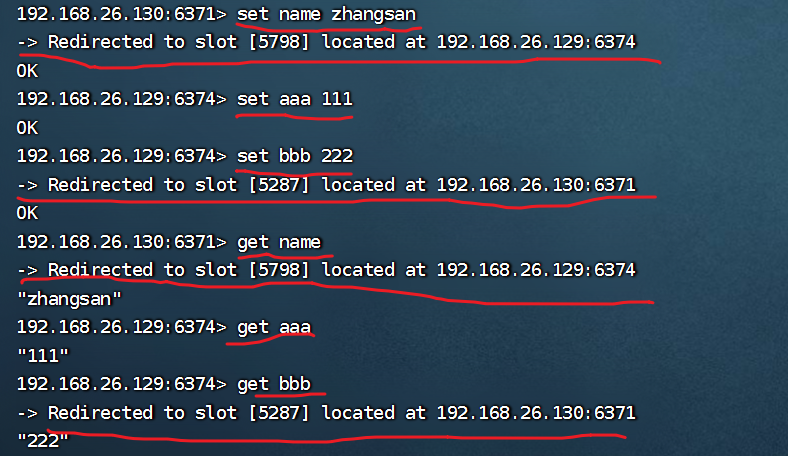 192.168.26.130:6371> set name zhangsan
-> Redirected to slot [5798] located at 192.168.26.129:6374
OK
192.168.26.129:6374> set aaa 111
OK
192.168.26.129:6374> set bbb 222
-> Redirected to slot [5287] located at 192.168.26.130:6371
OK
192.168.26.130:6371> get name
-> Redirected to slot [5798] located at 192.168.26.129:6374
"zhangsan"
192.168.26.129:6374> get aaa
"111"
192.168.26.129:6374> get bbb
-> Redirected to slot [5287] located at 192.168.26.130:6371
"222"